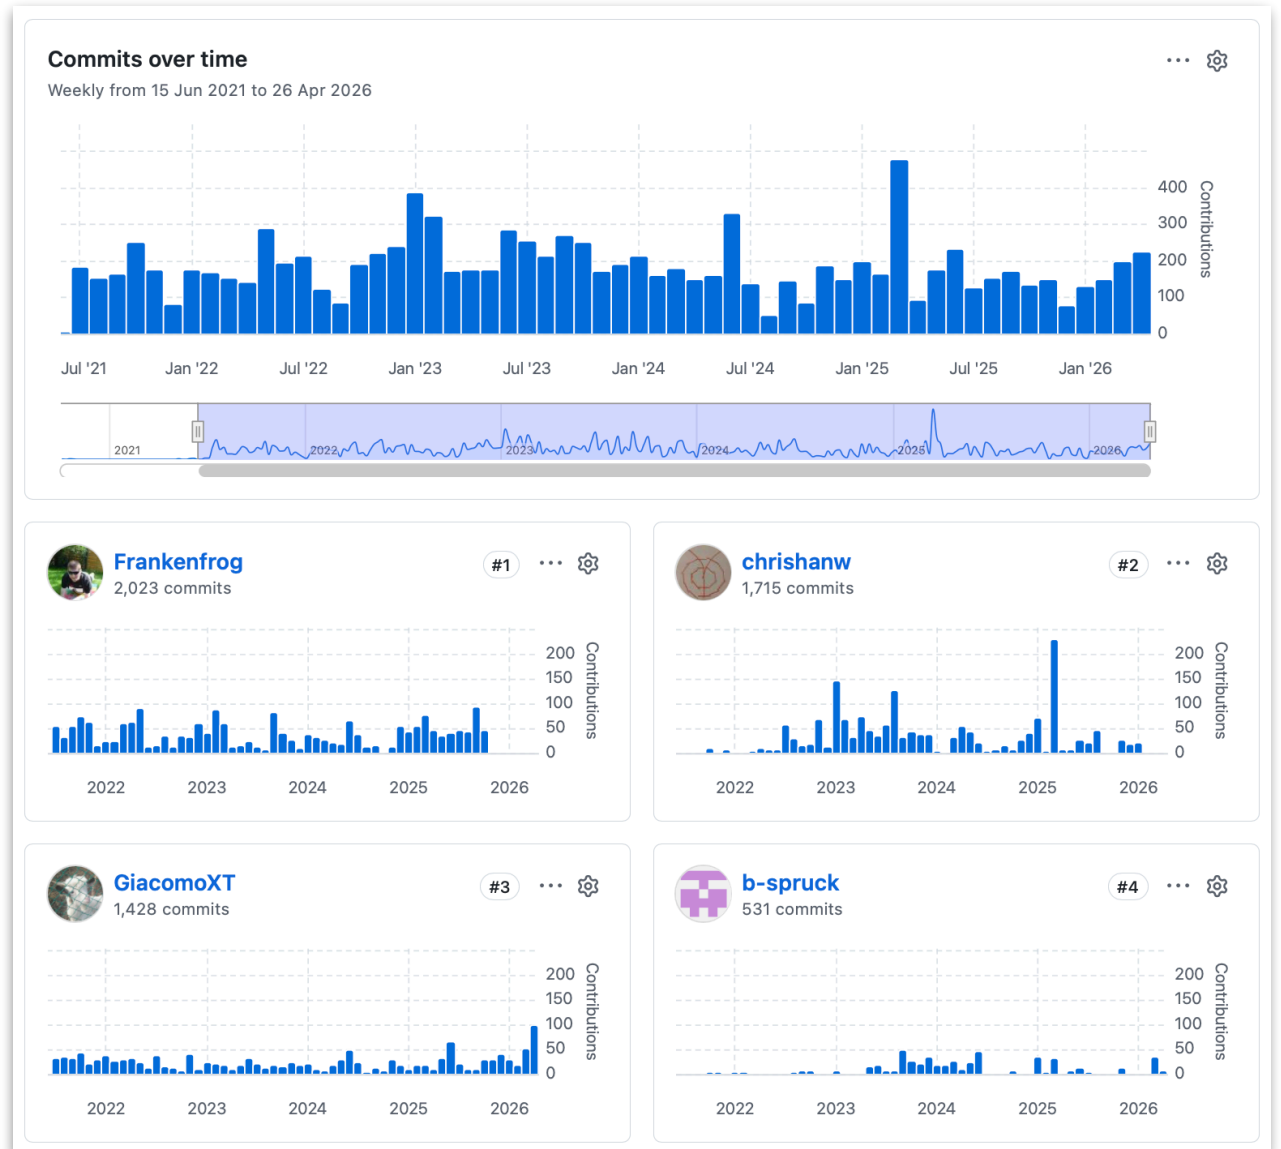 Commits over time
Weekly from 15 Jun 2021 to 26 Apr 2026
400
300
200
100
0
Contributions
Jul '21 Jan '22 Jul '22 Jan '23 Jul '23 Jan '24 Jul '24 Jan '25 Jul '25 Jan '26
2021 2022 2023 2024 2025 2026
Frankenfrog #1
2,023 commits
200
150
100
50
0
Contributions
2022 2023 2024 2025 2026
chrishanw #2
1,715 commits
200
150
100
50
0
Contributions
2022 2023 2024 2025 2026
GiacomoXT #3
1,428 commits
200
150
100
50
0
Contributions
2022 2023 2024 2025 2026
b-spruck #4
531 commits
200
150
100
50
0
Contributions
2022 2023 2024 2025 2026